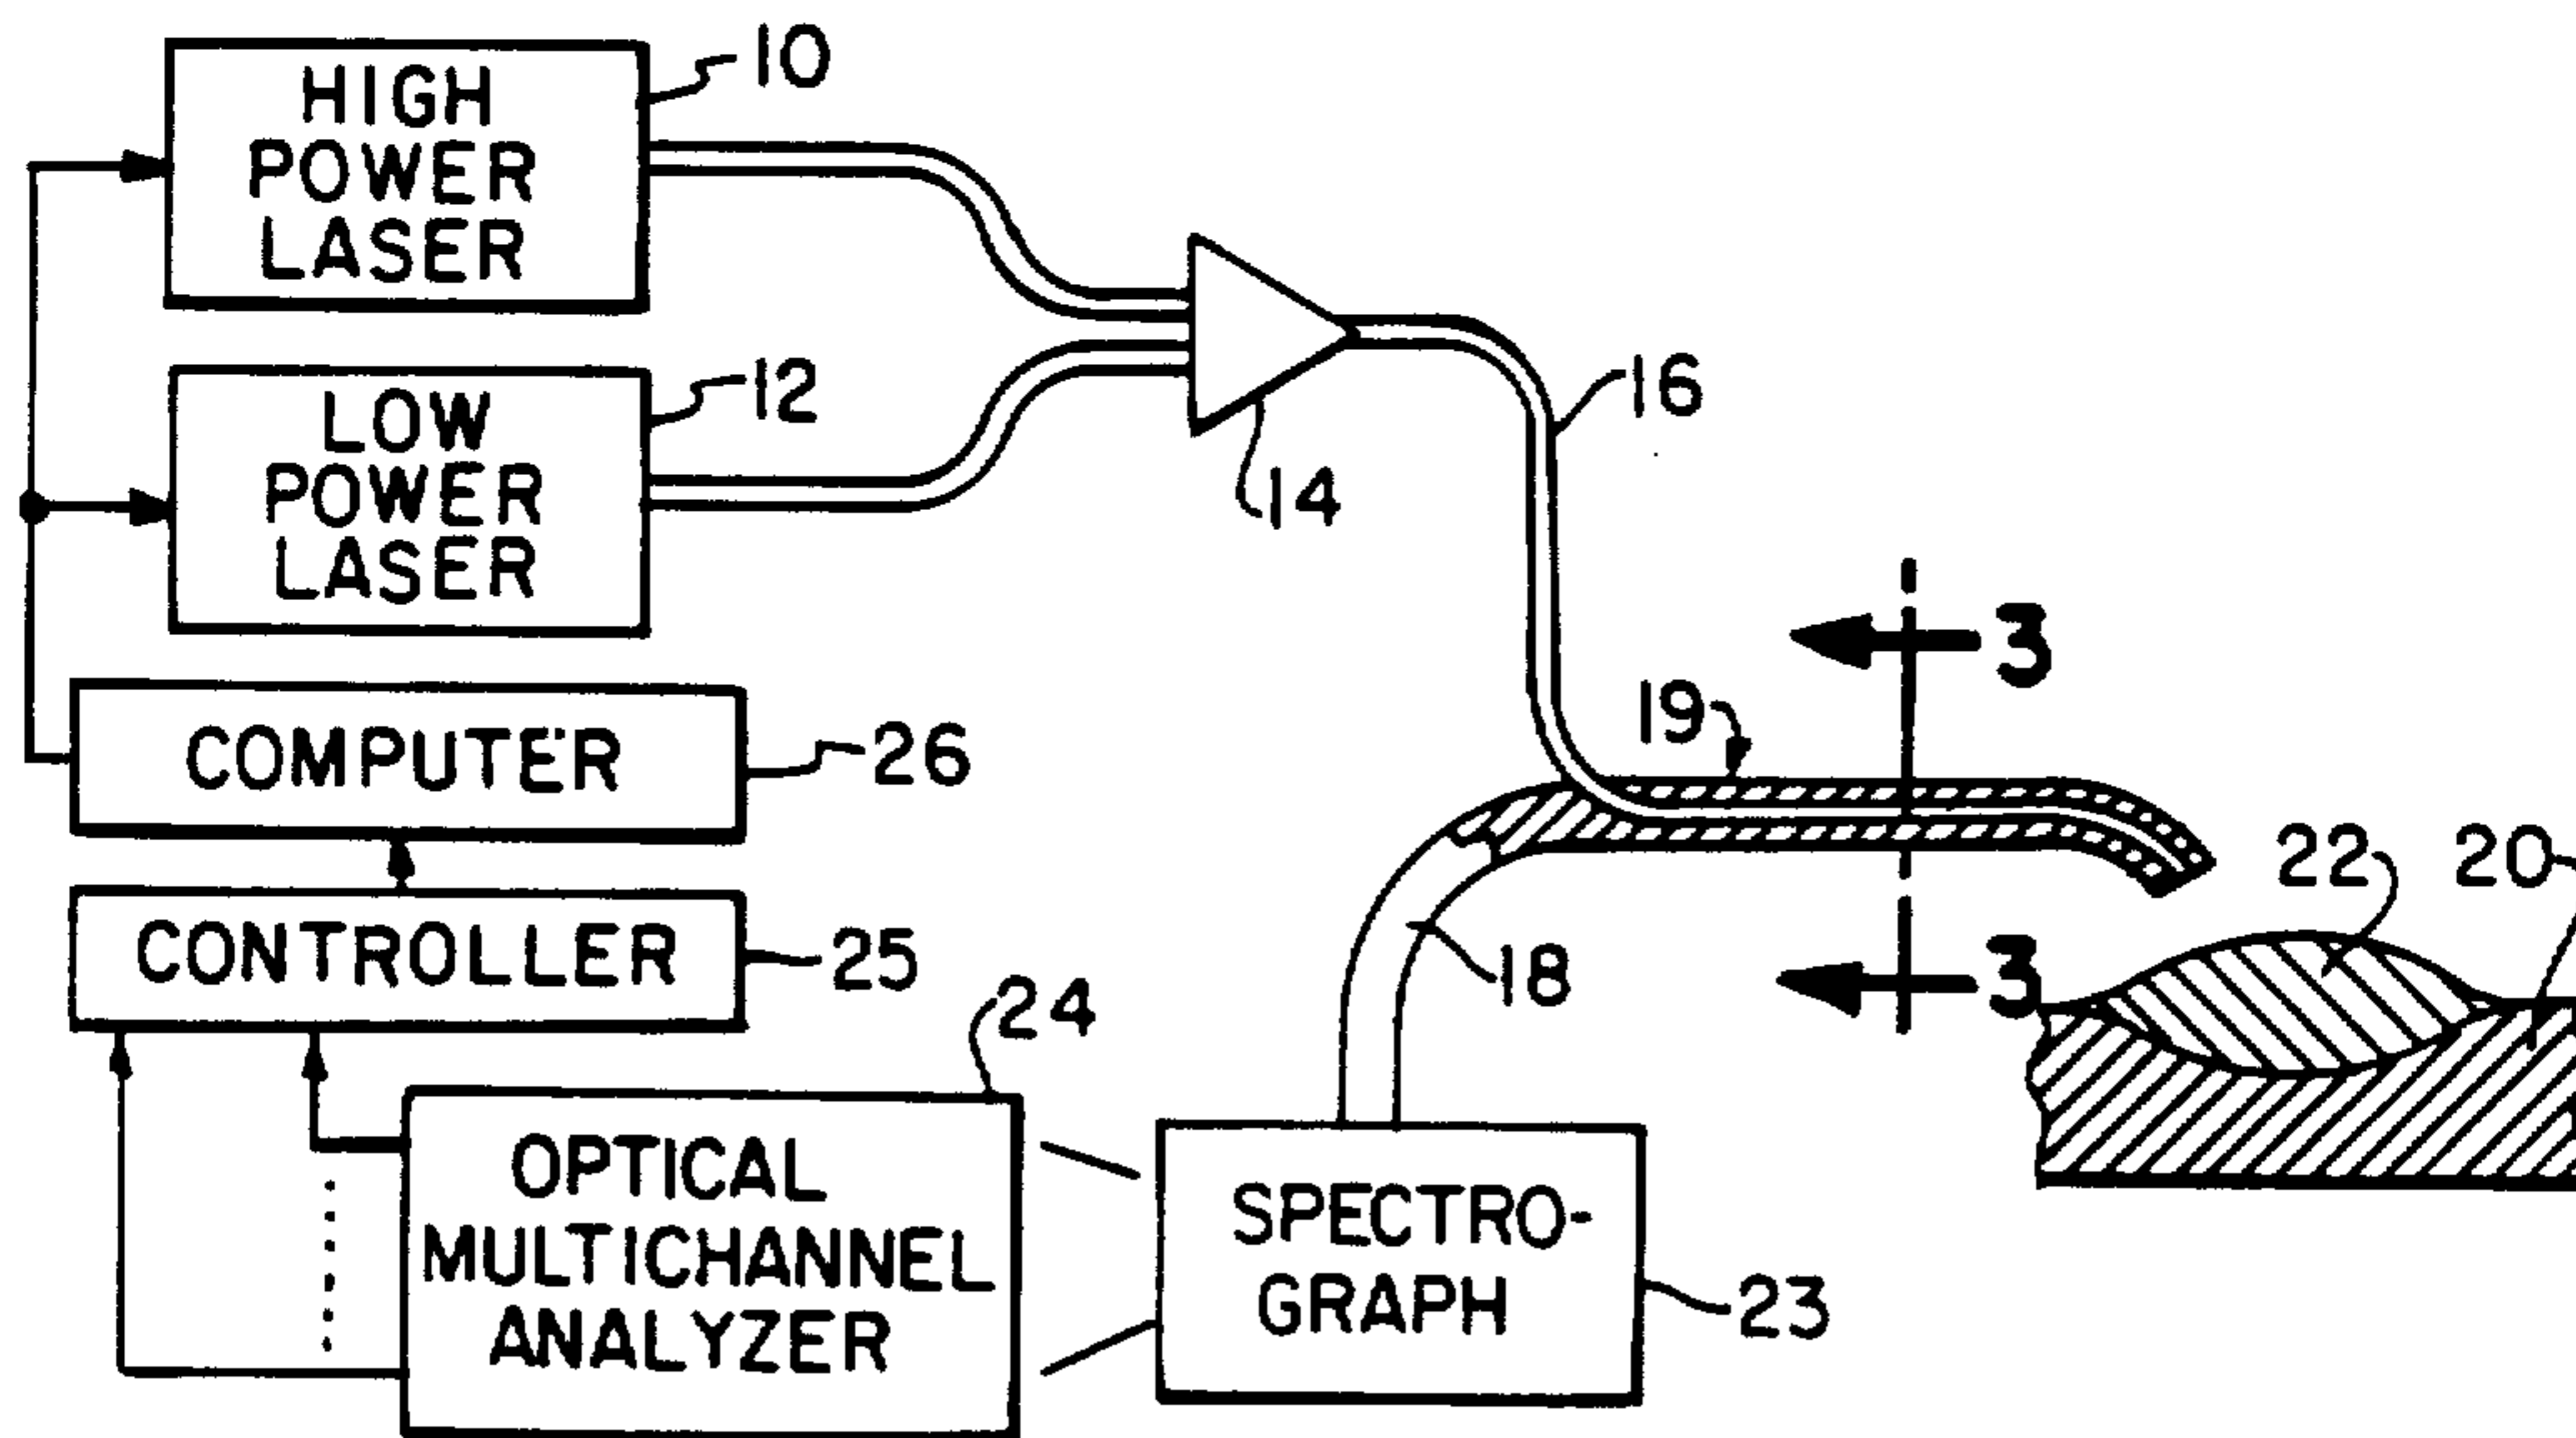 HIGH
POWER
LASER
10
LOW
POWER
LASER
12
14
16
COMPUTER
26
CONTROLLER
25
OPTICAL
MULTICHANNEL
ANALYZER
24
SPECTRO-
GRAPH
23
18
19
3
3
22
20